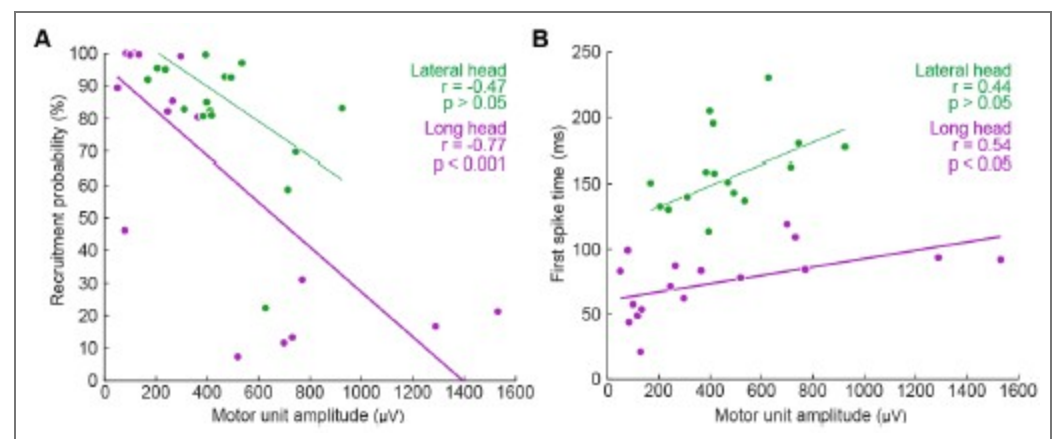 A
Recruitment probability (%)
100
90
80
70
60
50
40
30
20
10
0
0 200 400 600 800 1000 1200 1400 1600
Motor unit amplitude (µV)
Lateral head
r = -0.47
p > 0.05
Long head
r = -0.77
p < 0.001
B
First spike time (ms)
250
200
150
100
50
0
0 200 400 600 800 1000 1200 1400 1600
Motor unit amplitude (µV)
Lateral head
r = 0.44
p > 0.05
Long head
r = 0.54
p < 0.05